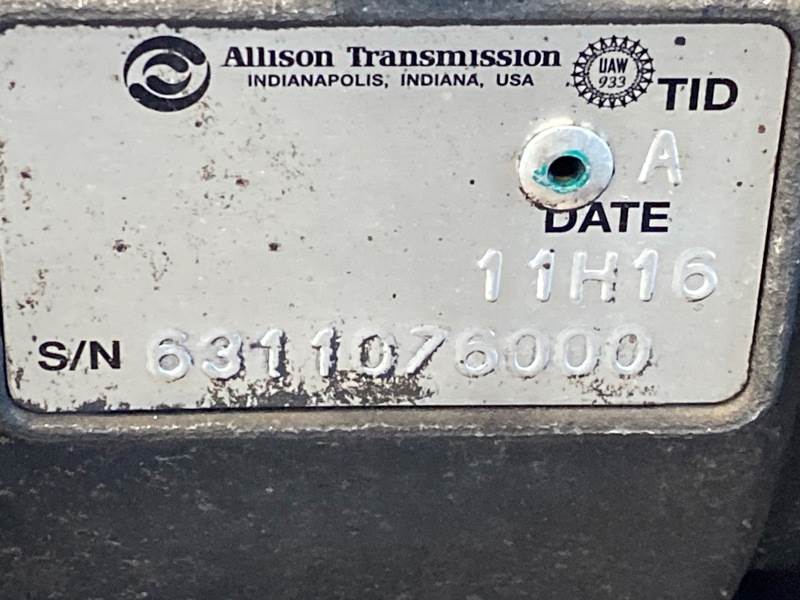 Allison Transmission
INDIANAPOLIS, INDIANA, USA
UAW
933
TID
A
DATE
11H16
S/N 6311076000